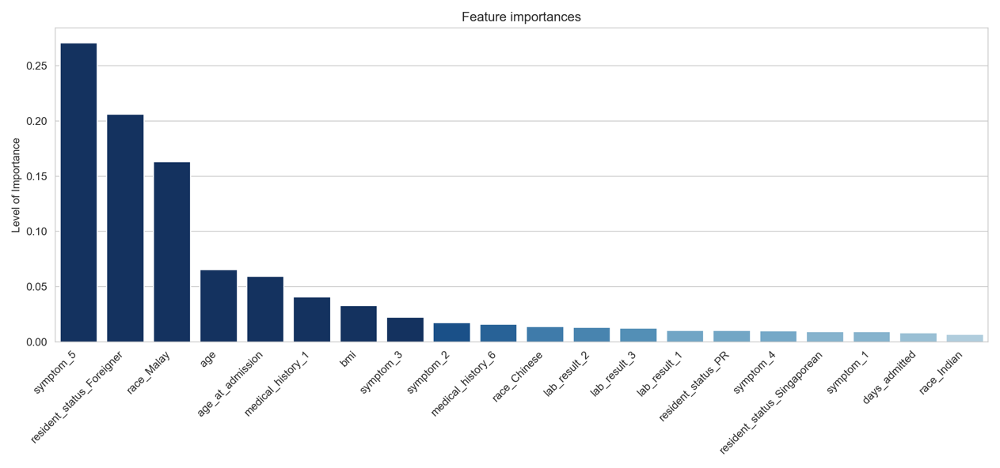 Feature importances
Level of Importance
0.25
0.20
0.15
0.10
0.05
0.00
symptom_5
resident_status_Foreigner
race_Malay
age
age_at_admission
medical_history_1
bmi
symptom_3
symptom_2
medical_history_6
race_Chinese
lab_result_2
lab_result_3
lab_result_1
resident_status_PR
symptom_4
resident_status_Singaporean
symptom_1
days_admitted
race_Indian